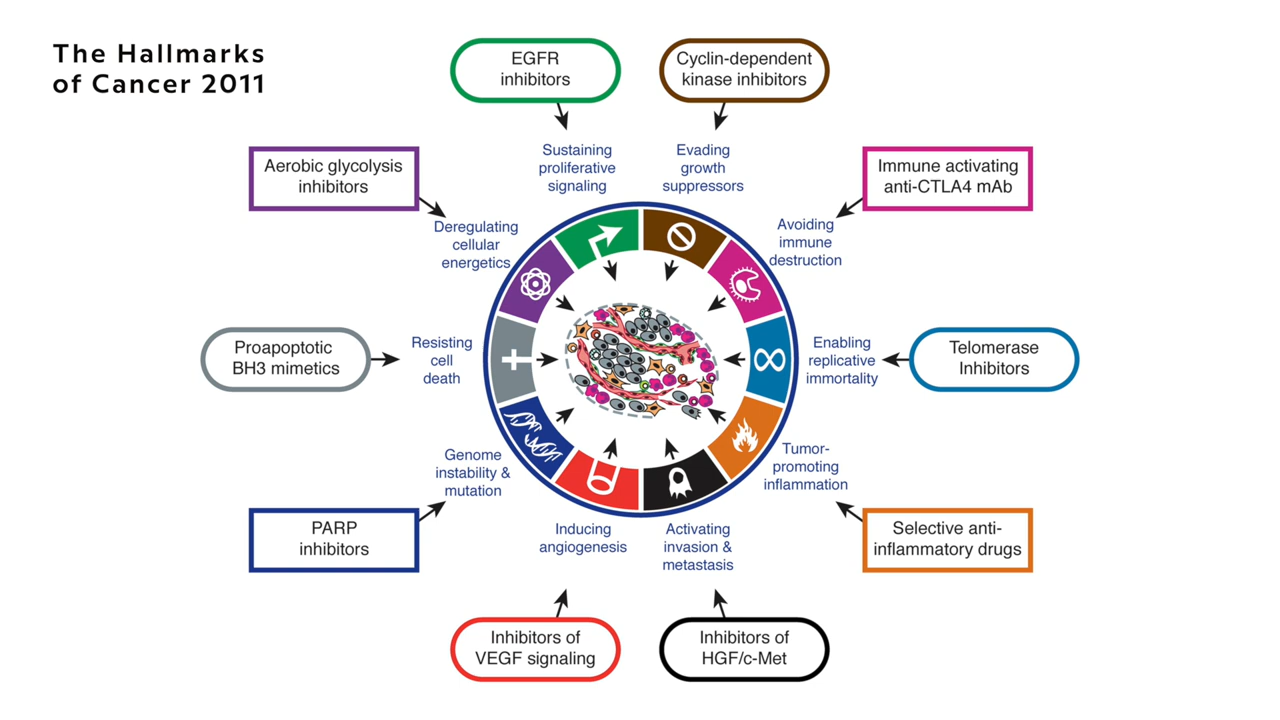 The Hallmarks
of Cancer 2011
EGFR
inhibitors
Cyclin-dependent
kinase inhibitors
Sustaining
proliferative
signaling
Evading
growth
suppressors
Aerobic glycolysis
inhibitors
Immune activating
anti-CTLA4 mAb
Deregulating
cellular
energetics
Avoiding
immune
destruction
Proapoptotic
BH3 mimetics
Resisting
cell
death
Enabling
replicative
immortality
Telomerase
Inhibitors
Genome
instability &
mutation
Tumor-
promoting
inflammation
PARP
inhibitors
Inducing
angiogenesis
Activating
invasion &
metastasis
Selective anti-
inflammatory drugs
Inhibitors of
VEGF signaling
Inhibitors of
HGF/c-Met